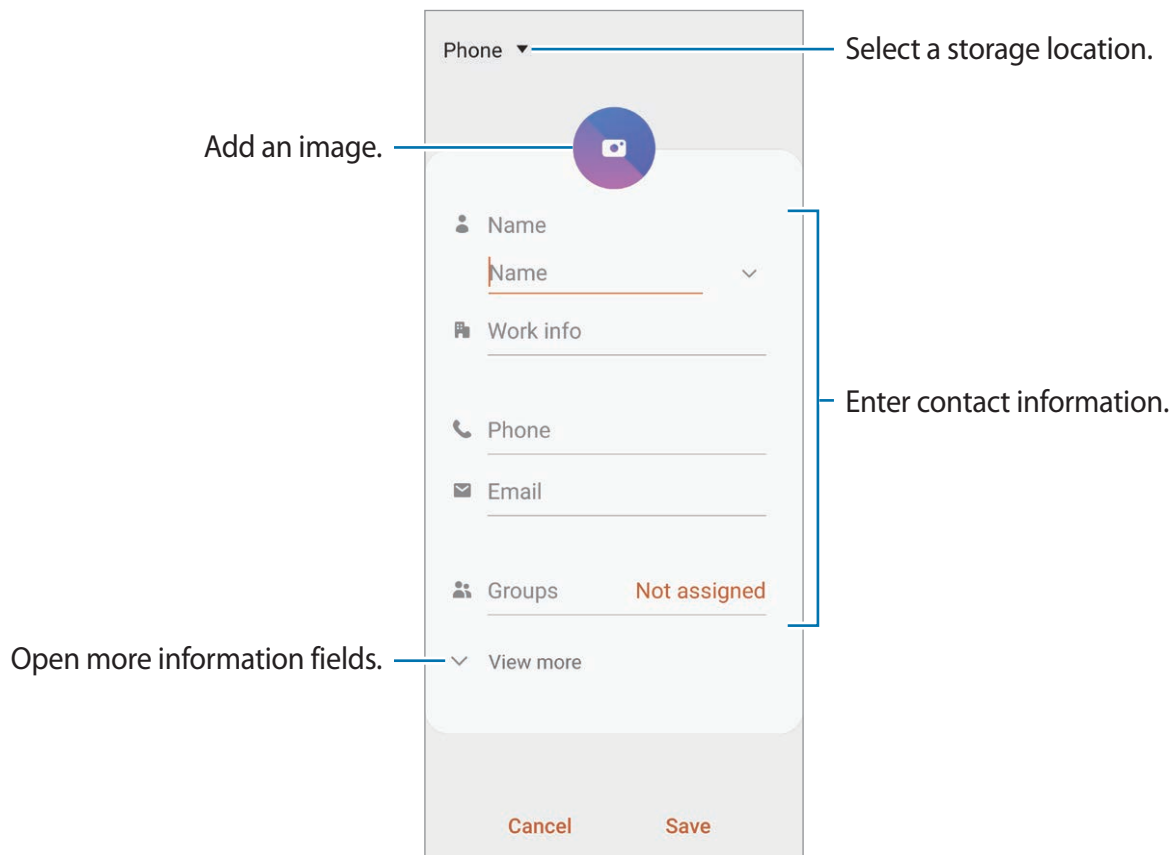 Phone
Select a storage location.
Add an image.
Name
Name
Work info
Enter contact information.
Phone
Email
Groups Not assigned
Open more information fields.
View more
Cancel Save